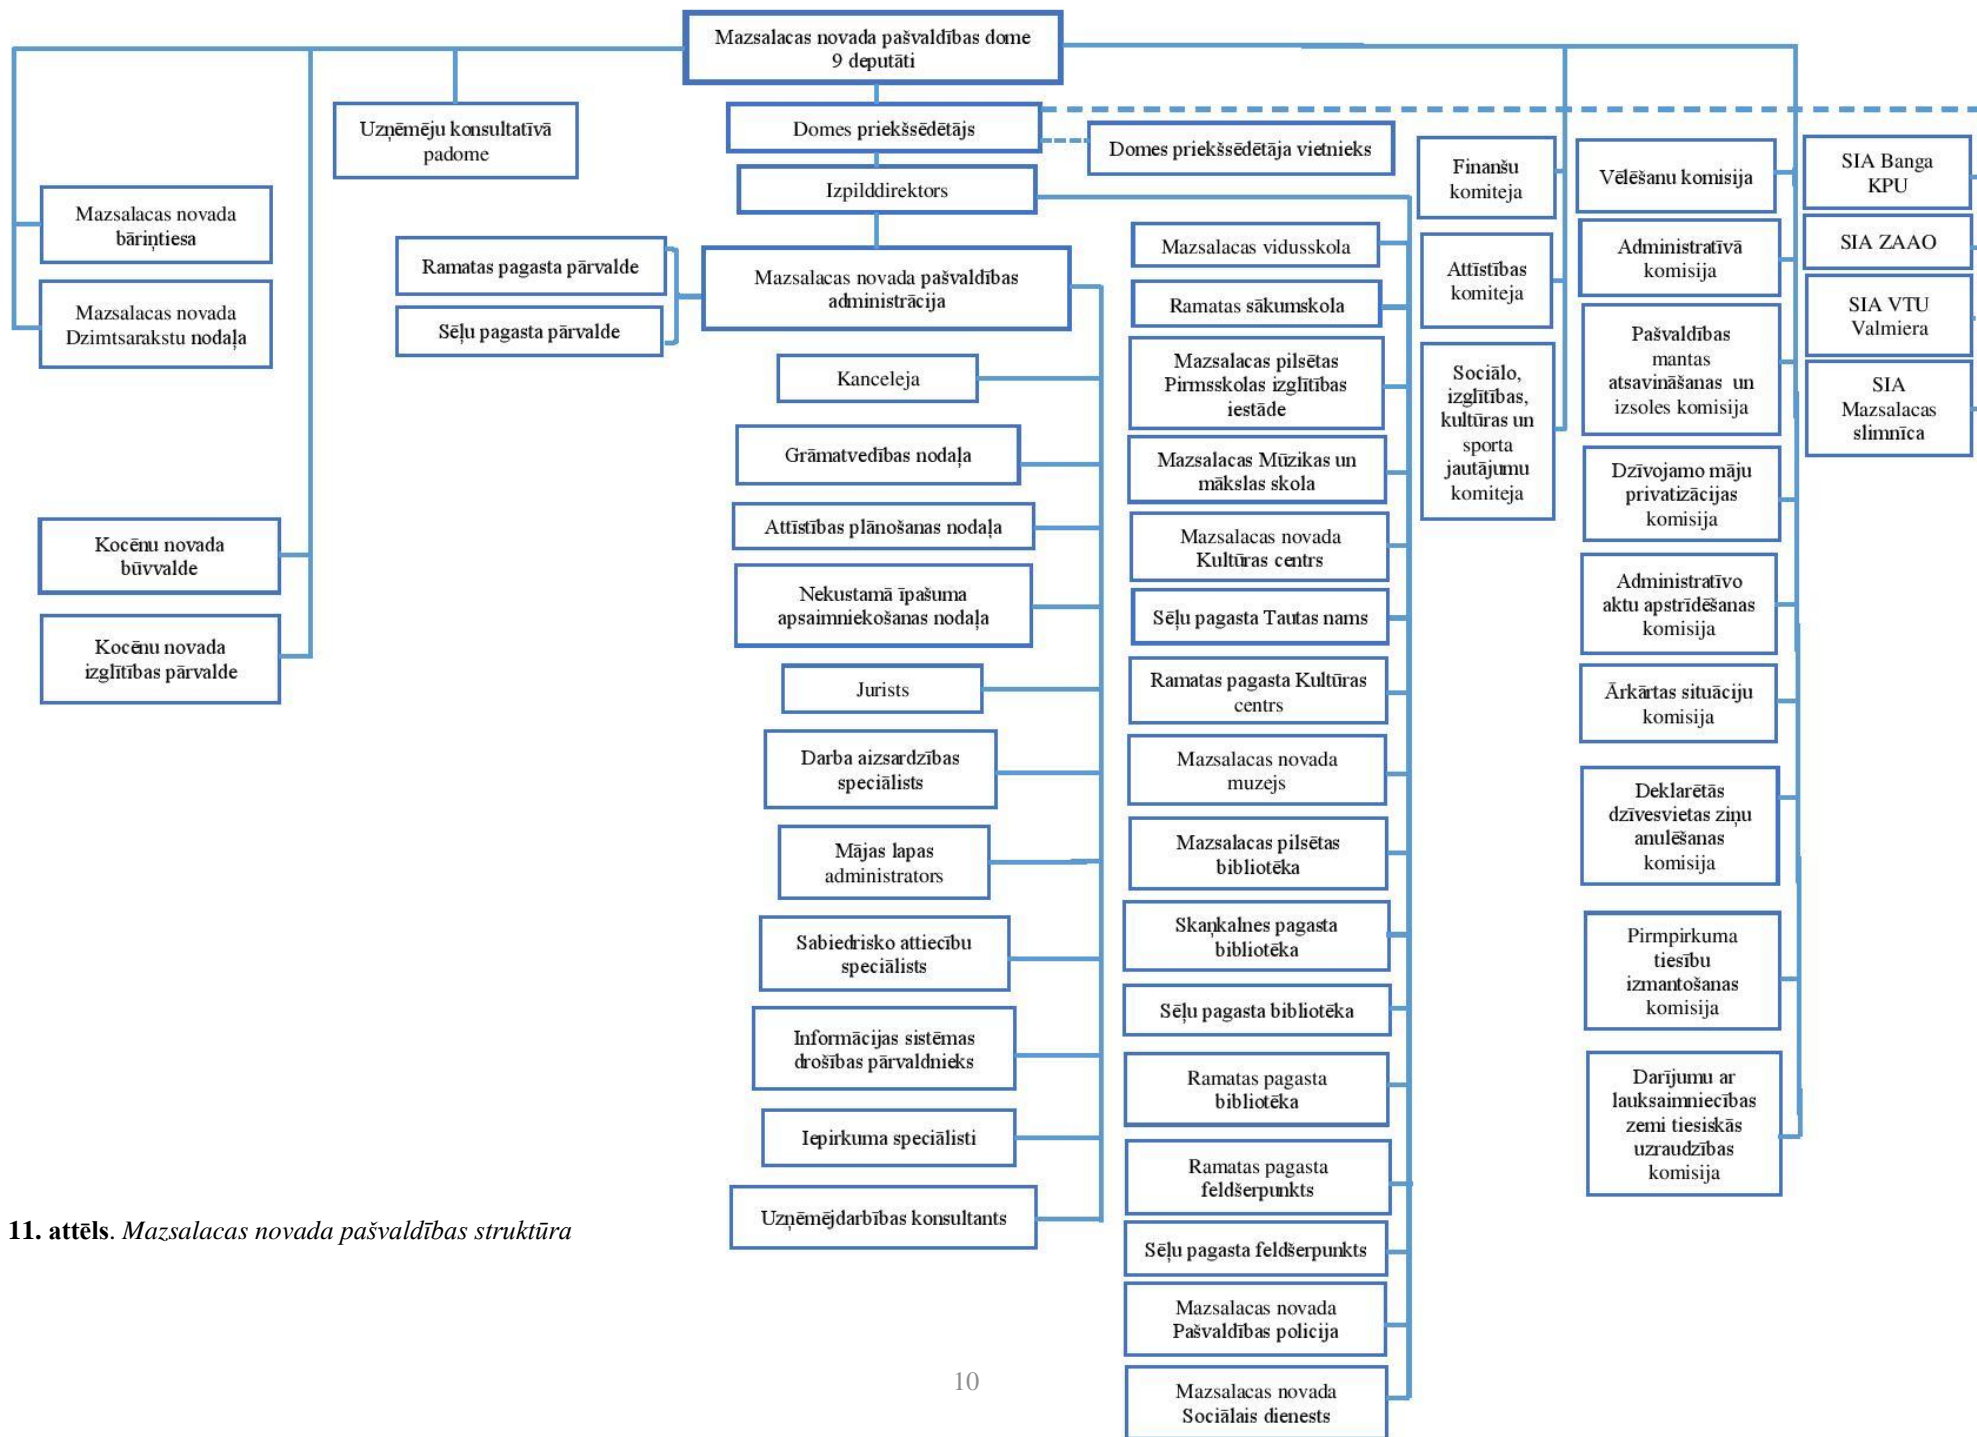 Mazsalacas novada pašvaldības dome
9 deputāti
Uzņēmēju konsultatīvā
padome
Domes priekšsēdētājs
Domes priekšsēdētāja vietnieks
Izpilddirektors
Mazsalacas novada
bāriņtiesa
Mazsalacas novada
Dzimtsarakstu nodaļa
Kocēnu novada
būvvalde
Kocēnu novada
izglītības pārvalde
Ramatas pagasta pārvalde
Sēļu pagasta pārvalde
Mazsalacas novada pašvaldības
administrācija
Kanceleja
Grāmatvedības nodaļa
Attīstības plānošanas nodaļa
Nekustamā īpašuma
apsaimniekošanas nodaļa
Jurists
Darba aizsardzības
speciālists
Mājas lapas
administrators
Sabiedrisko attiecību
speciālists
Informācijas sistēmas
drošības pārvaldnieks
Iepirkuma speciālisti
Uzņēmējdarbības konsultants
Mazsalacas vidusskola
Ramatas sākumskola
Mazsalacas pilsētas
Pirmsskolas izglītības
iestāde
Mazsalacas Mūzikas un
mākslas skola
Mazsalacas novada
Kultūras centrs
Sēļu pagasta Tautas nams
Ramatas pagasta Kultūras
centrs
Mazsalacas novada
muzejs
Mazsalacas pilsētas
bibliotēka
Skaņkalnes pagasta
bibliotēka
Sēļu pagasta bibliotēka
Ramatas pagasta
bibliotēka
Ramatas pagasta
feldšerpunkts
Sēļu pagasta feldšerpunkts
Mazsalacas novada
Pašvaldības policija
Mazsalacas novada
Sociālais dienests
Finanšu
komiteja
Attīstības
komiteja
Sociālo,
izglītības,
kultūras un
sporta
jautājumu
komiteja
Vēlēšanu komisija
Administratīvā
komisija
Pašvaldības
mantas
atsavināšanas un
izsoles komisija
Dzīvojamo māju
privatizācijas
komisija
Administratīvo
aktu apstrīdēšanas
komisija
Ārkārtas situāciju
komisija
Deklarētās
dzīvesvietas ziņu
anulēšanas
komisija
Pirmpirkuma
tiesību
izmantošanas
komisija
Darījumu ar
lauksaimniecības
zemi tiesiskās
uzraudzības
komisija
SIA Banga
KPU
SIA ZAAO
SIA VTU
Valmiera
SIA
Mazsalacas
slimnīca
11. attēls. Mazsalacas novada pašvaldības struktūra
10